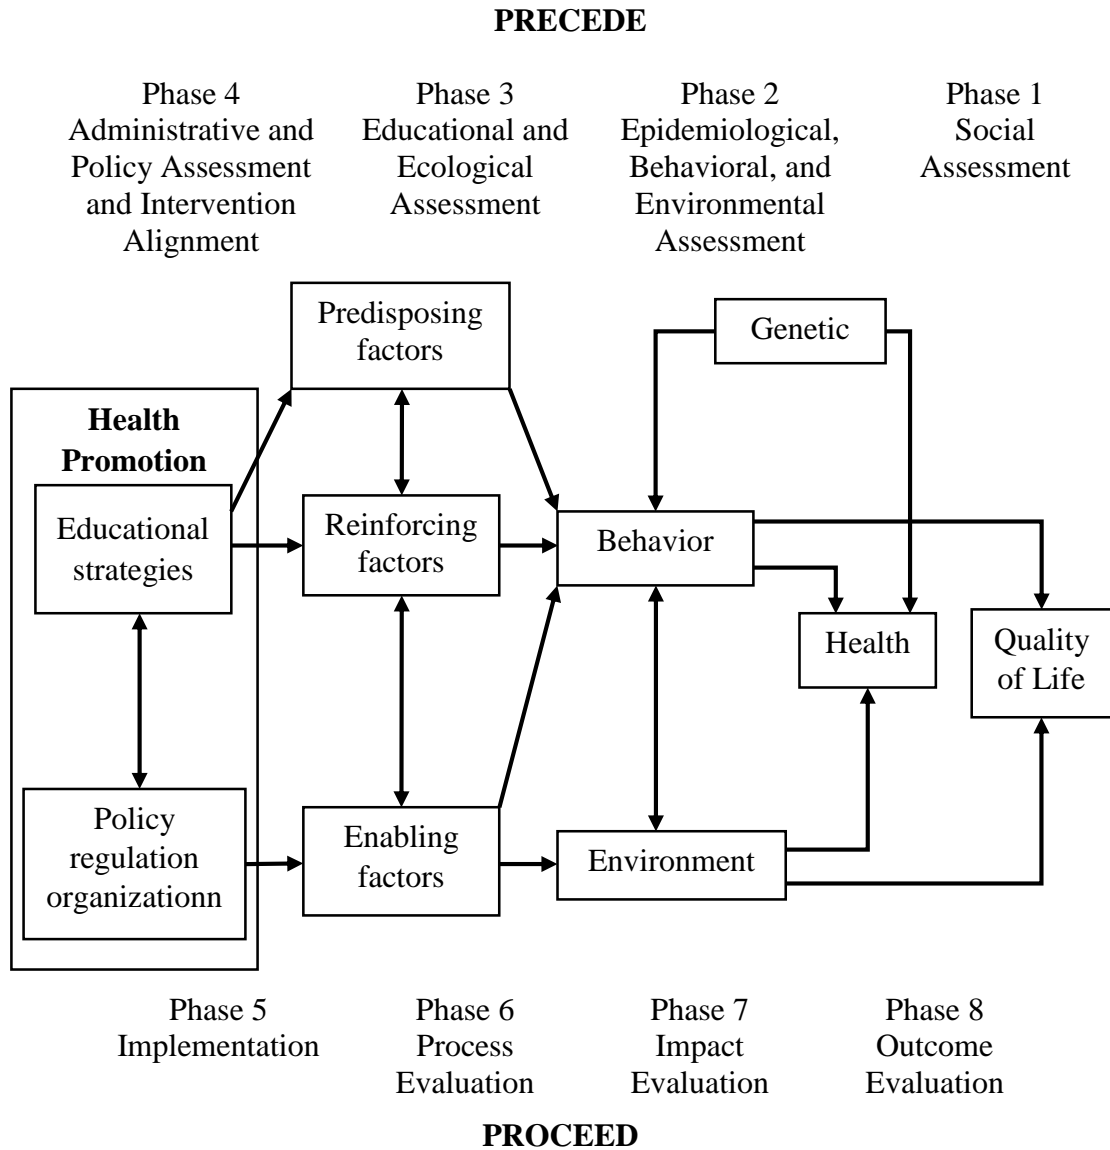 PRECEDE
Phase 4
Administrative and
Policy Assessment
and Intervention
Alignment
Phase 3
Educational and
Ecological
Assessment
Phase 2
Epidemiological,
Behavioral, and
Environmental
Assessment
Phase 1
Social
Assessment
Predisposing
factors
Genetic
Health
Promotion
Educational
strategies
Reinforcing
factors
Behavior
Health
Quality
of Life
Policy
regulation
organizationn
Enabling
factors
Environment
Phase 5
Implementation
Phase 6
Process
Evaluation
Phase 7
Impact
Evaluation
Phase 8
Outcome
Evaluation
PROCEED